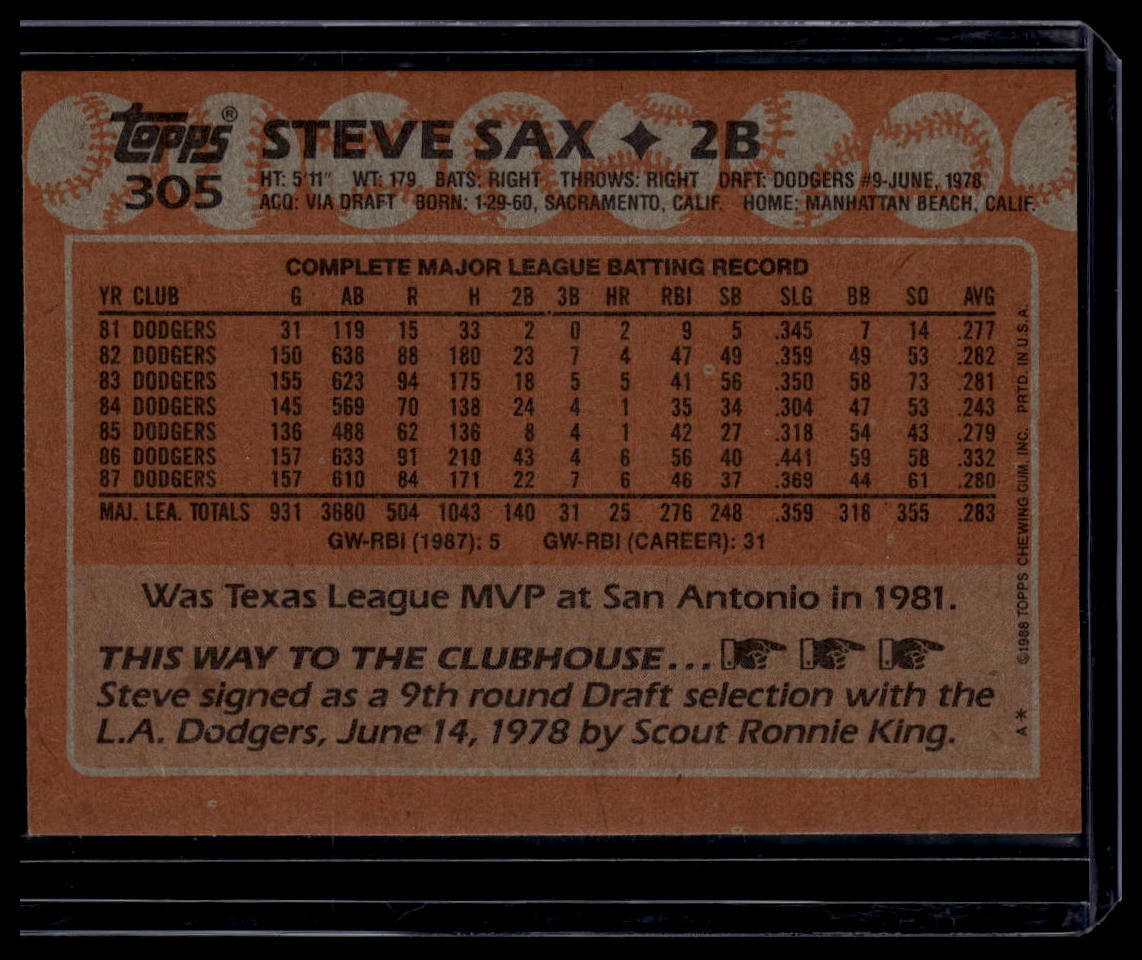 topps® STEVE SAX ✦ 2B
305 HT: 5'11" WT: 179 BATS: RIGHT THROWS: RIGHT DRFT: DODGERS #9-JUNE, 1978
ACQ: VIA DRAFT BORN: 1-29-60, SACRAMENTO, CALIF. HOME: MANHATTAN BEACH, CALIF.
COMPLETE MAJOR LEAGUE BATTING RECORD
YR CLUB G AB R H 2B 3B HR RBI SB SLG BB SO AVG
81 DODGERS 31 119 15 33 2 0 2 9 5 .345 7 14 .277
82 DODGERS 150 638 88 180 23 7 4 47 49 .359 49 53 .282
83 DODGERS 155 623 94 175 18 5 5 41 56 .350 58 73 .281
84 DODGERS 145 569 70 138 24 4 1 35 34 .304 47 53 .243
85 DODGERS 136 488 62 136 8 4 1 42 27 .318 54 43 .279
86 DODGERS 157 633 91 210 43 4 6 56 40 .441 59 58 .332
87 DODGERS 157 610 84 171 22 7 6 46 37 .369 44 61 .280
MAJ. LEA. TOTALS 931 3680 504 1043 140 31 25 276 248 .359 318 355 .283
GW-RBI (1987): 5 GW-RBI (CAREER): 31
Was Texas League MVP at San Antonio in 1981.
THIS WAY TO THE CLUBHOUSE...
Steve signed as a 9th round Draft selection with the
L.A. Dodgers, June 14, 1978 by Scout Ronnie King.
A* ©1988 TOPPS CHEWING GUM, INC. PRTD. IN U.S.A.